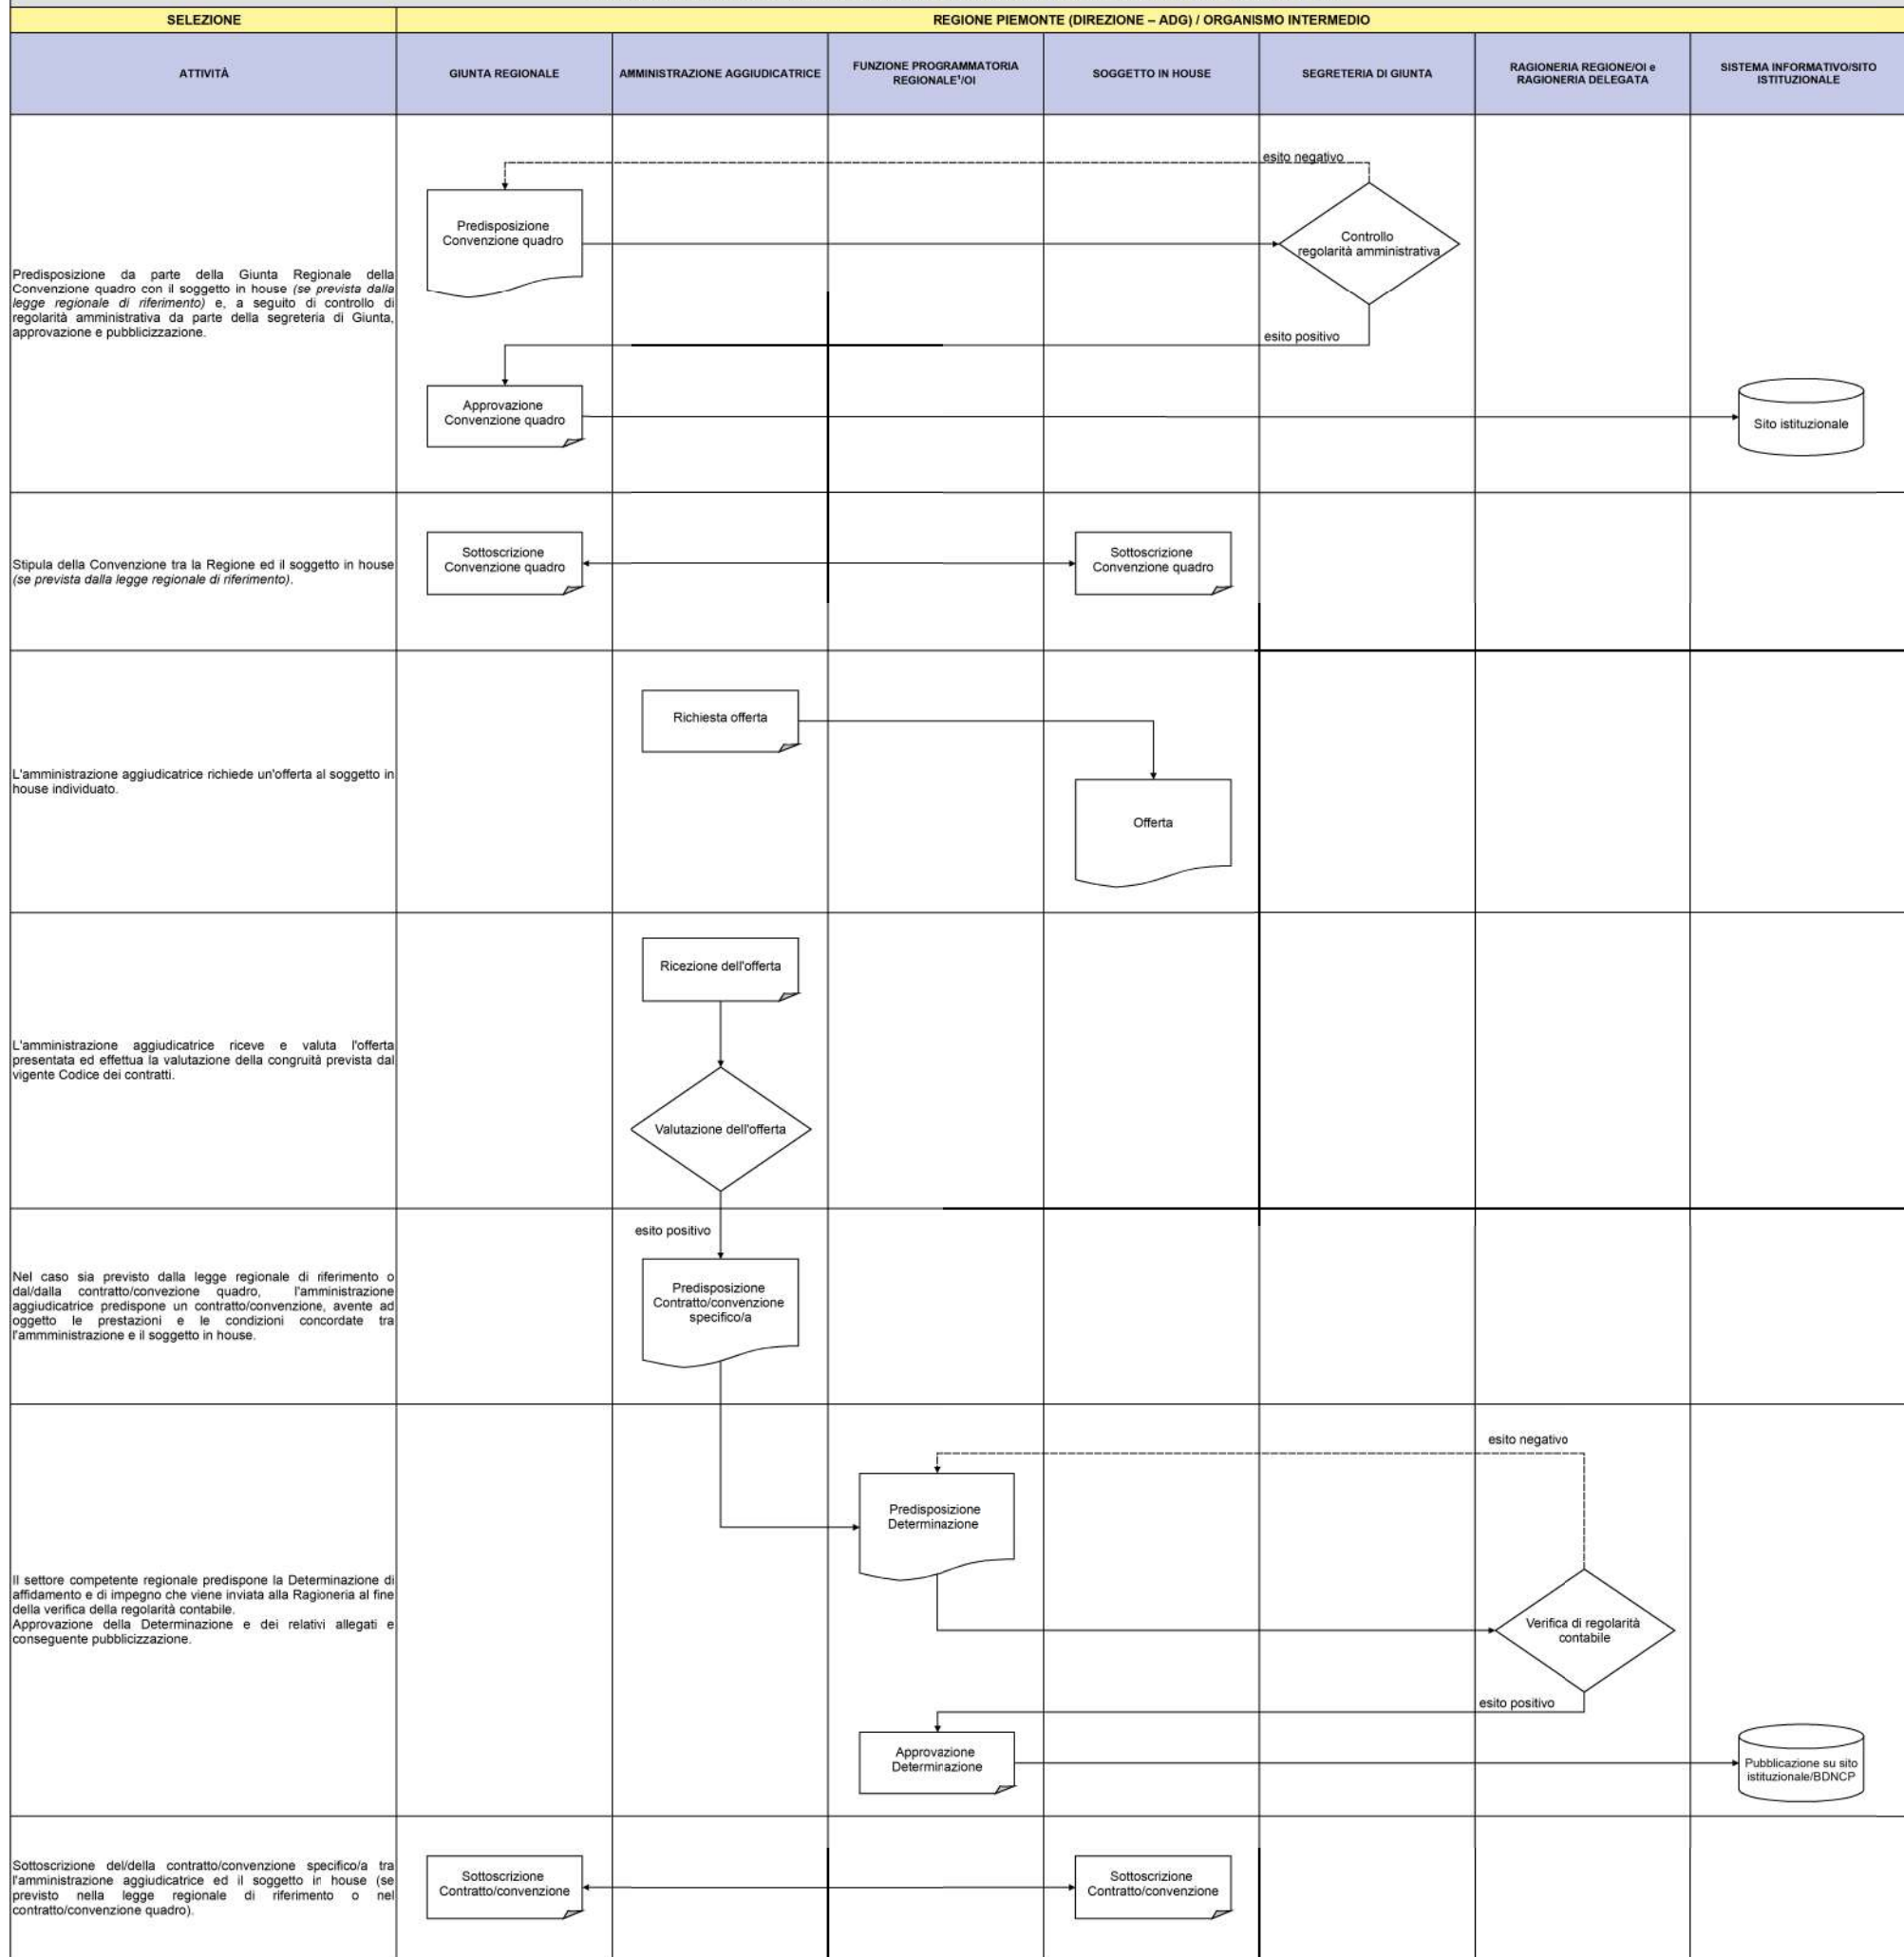 SELEZIONE
REGIONE PIEMONTE (DIREZIONE – ADG) / ORGANISMO INTERMEDIO
ATTIVITÀ
GIUNTA REGIONALE
AMMINISTRAZIONE AGGIUDICATRICE
FUNZIONE PROGRAMMATORIA
REGIONALE¹/OI
SOGGETTO IN HOUSE
SEGRETERIA DI GIUNTA
RAGIONERIA REGIONE/OI e
RAGIONERIA DELEGATA
SISTEMA INFORMATIVO/SITO
ISTITUZIONALE
Predisposizione da parte della Giunta Regionale della
Convenzione quadro con il soggetto in house (se prevista dalla
legge regionale di riferimento) e, a seguito di controllo di
regolarità amministrativa da parte della segreteria di Giunta,
approvazione e pubblicizzazione.
esito negativo
Predisposizione
Convenzione quadro
Controllo
regolarità amministrativa
esito positivo
Approvazione
Convenzione quadro
Sito istituzionale
Stipula della Convenzione tra la Regione ed il soggetto in house
(se prevista dalla legge regionale di riferimento).
Sottoscrizione
Convenzione quadro
Sottoscrizione
Convenzione quadro
L'amministrazione aggiudicatrice richiede un'offerta al soggetto in
house individuato.
Richiesta offerta
Offerta
L'amministrazione aggiudicatrice riceve e valuta l'offerta
presentata ed effettua la valutazione della congruità prevista dal
vigente Codice dei contratti.
Ricezione dell'offerta
Valutazione dell'offerta
Nel caso sia previsto dalla legge regionale di riferimento o
dal/dalla contratto/convezione quadro, l'amministrazione
aggiudicatrice predispone un contratto/convenzione, avente ad
oggetto le prestazioni e le condizioni concordate tra
l'ammministrazione e il soggetto in house.
esito positivo
Predisposizione
Contratto/convenzione
specifico/a
Il settore competente regionale predispone la Determinazione di
affidamento e di impegno che viene inviata alla Ragioneria al fine
della verifica della regolarità contabile.
Approvazione della Determinazione e dei relativi allegati e
conseguente pubblicizzazione.
esito negativo
Predisposizione
Determinazione
Verifica di regolarità
contabile
esito positivo
Approvazione
Determinazione
Pubblicazione su sito
istituzionale/BDNCP
Sottoscrizione del/della contratto/convenzione specifico/a tra
l'amministrazione aggiudicatrice ed il soggetto in house (se
previsto nella legge regionale di riferimento o nel
contratto/convenzione quadro).
Sottoscrizione
Contratto/convenzione
Sottoscrizione
Contratto/convenzione